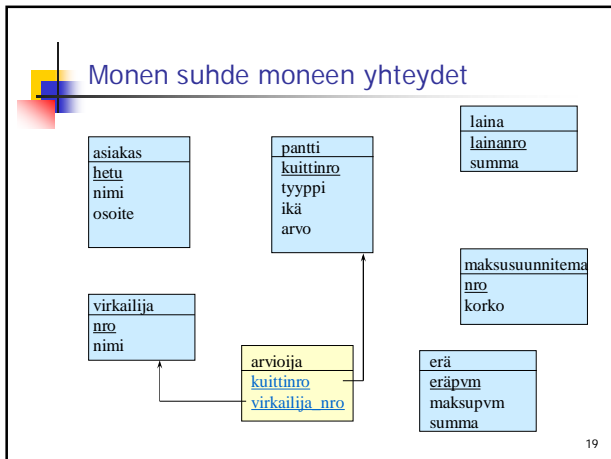 Monen suhde moneen yhteydet
asiakas
hetu
nimi
osoite
pantti
kuittinro
tyyppi
ikä
arvo
laina
lainanro
summa
virkailija
nro
nimi
maksusuunnitema
nro
korko
arvioija
kuittinro
virkailija_nro
erä
eräpvm
maksupvm
summa
19